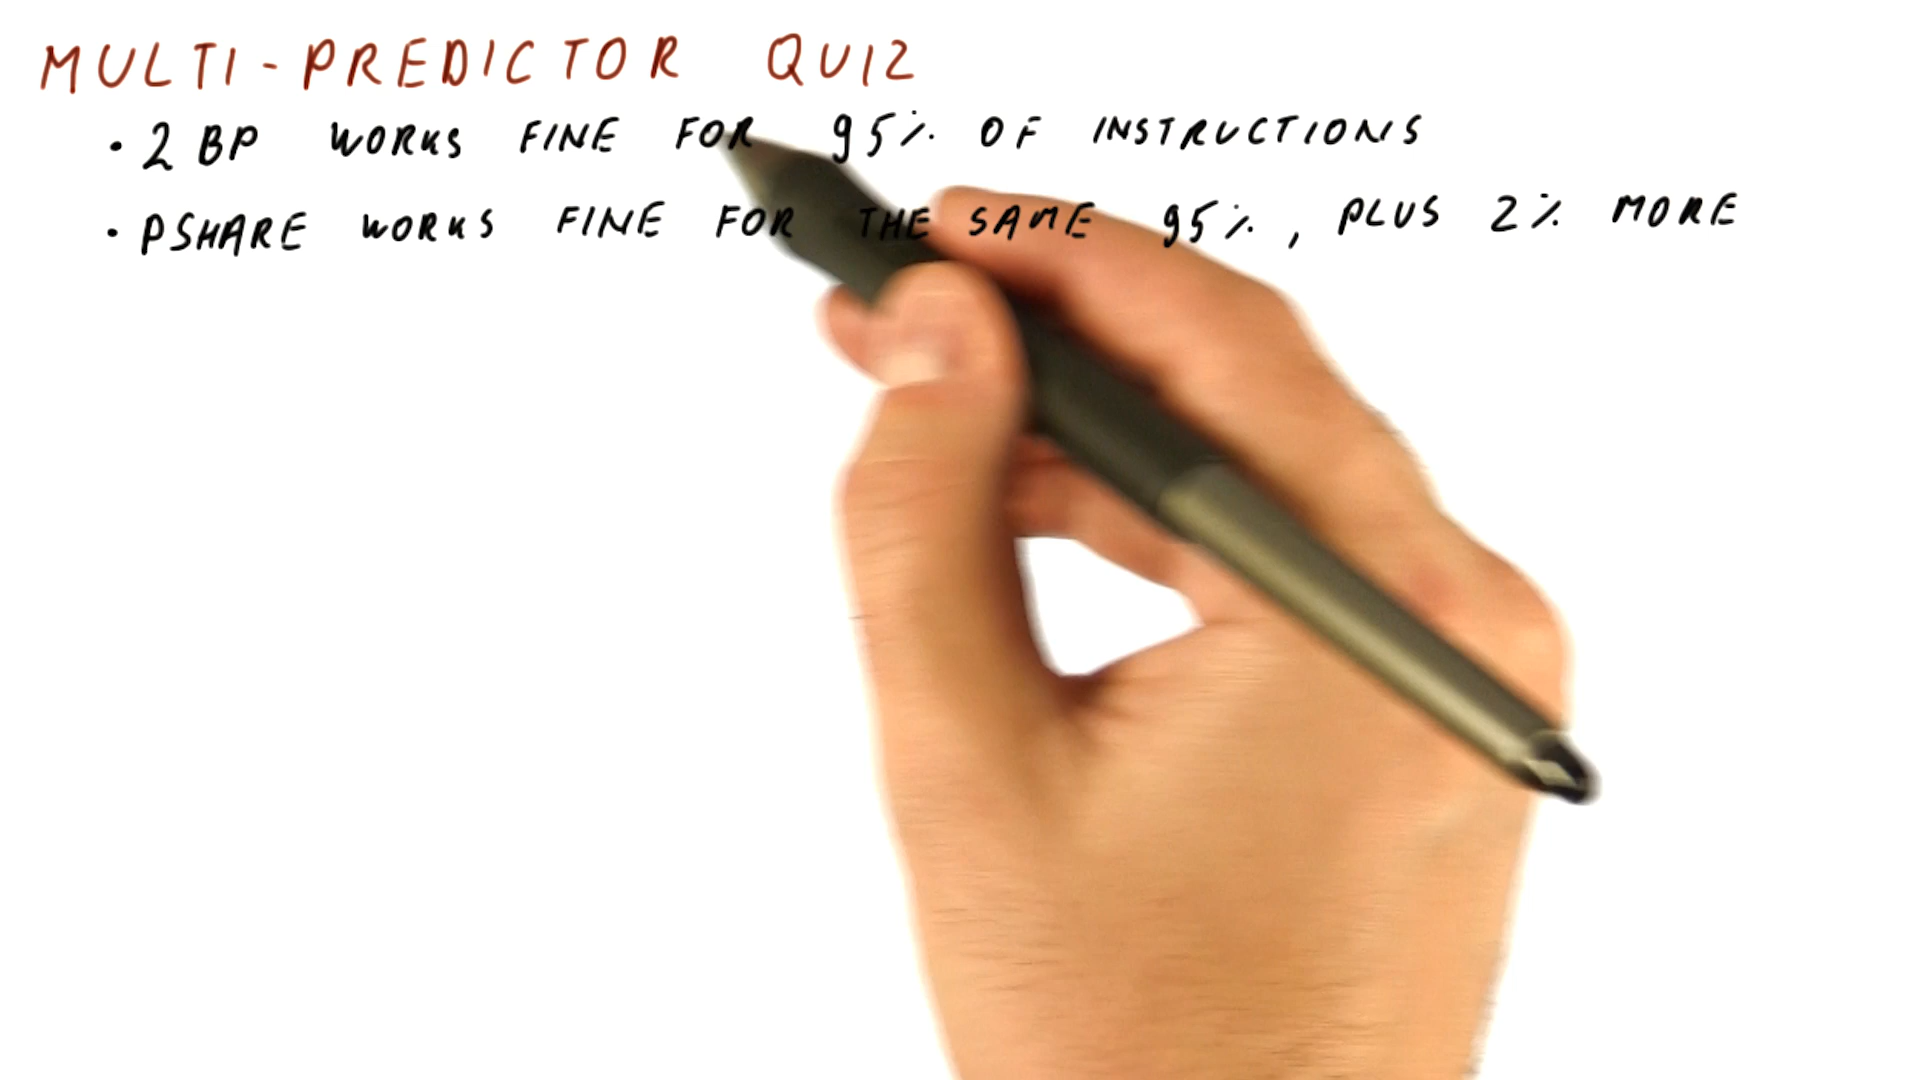 MULTI-PREDICTOR QUIZ
• 2BP WORKS FINE FOR 95% OF INSTRUCTIONS
• PSHARE WORKS FINE FOR THE SAME 95%, PLUS 2% MORE